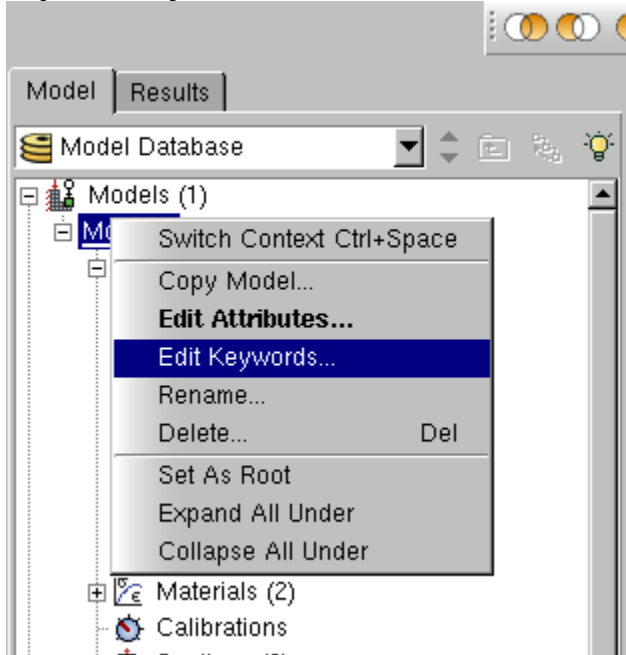 Model Results
Model Database
Models (1)
Switch Context Ctrl+Space
Copy Model...
Edit Attributes...
Edit Keywords...
Rename...
Delete... Del
Set As Root
Expand All Under
Collapse All Under
Materials (2)
Calibrations